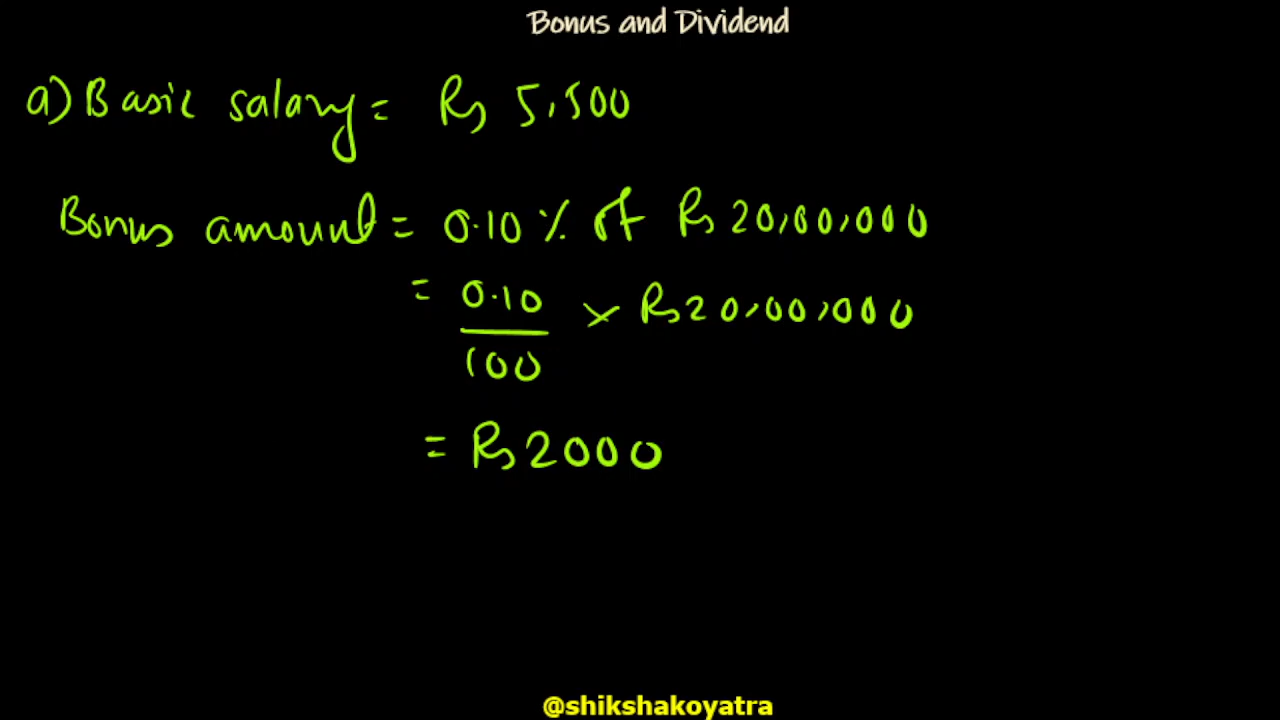 Bonus and Dividend
a) Basic salary = Rs 5,500
Bonus amount = 0.10 % of Rs 20,00,000
= 0.10/100 × Rs 20,00,000
= Rs 2000
@shikshakoyatra